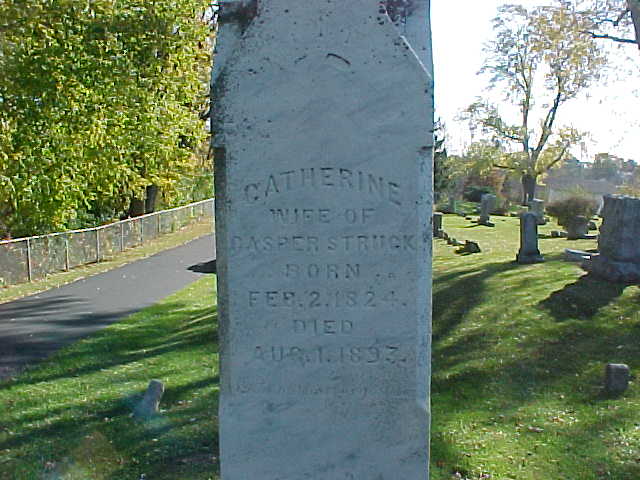 CATHERINE
WIFE OF
CASPER STRUCK
BORN
FEB. 2. 1824.
DIED
AUG. 1. 1893.